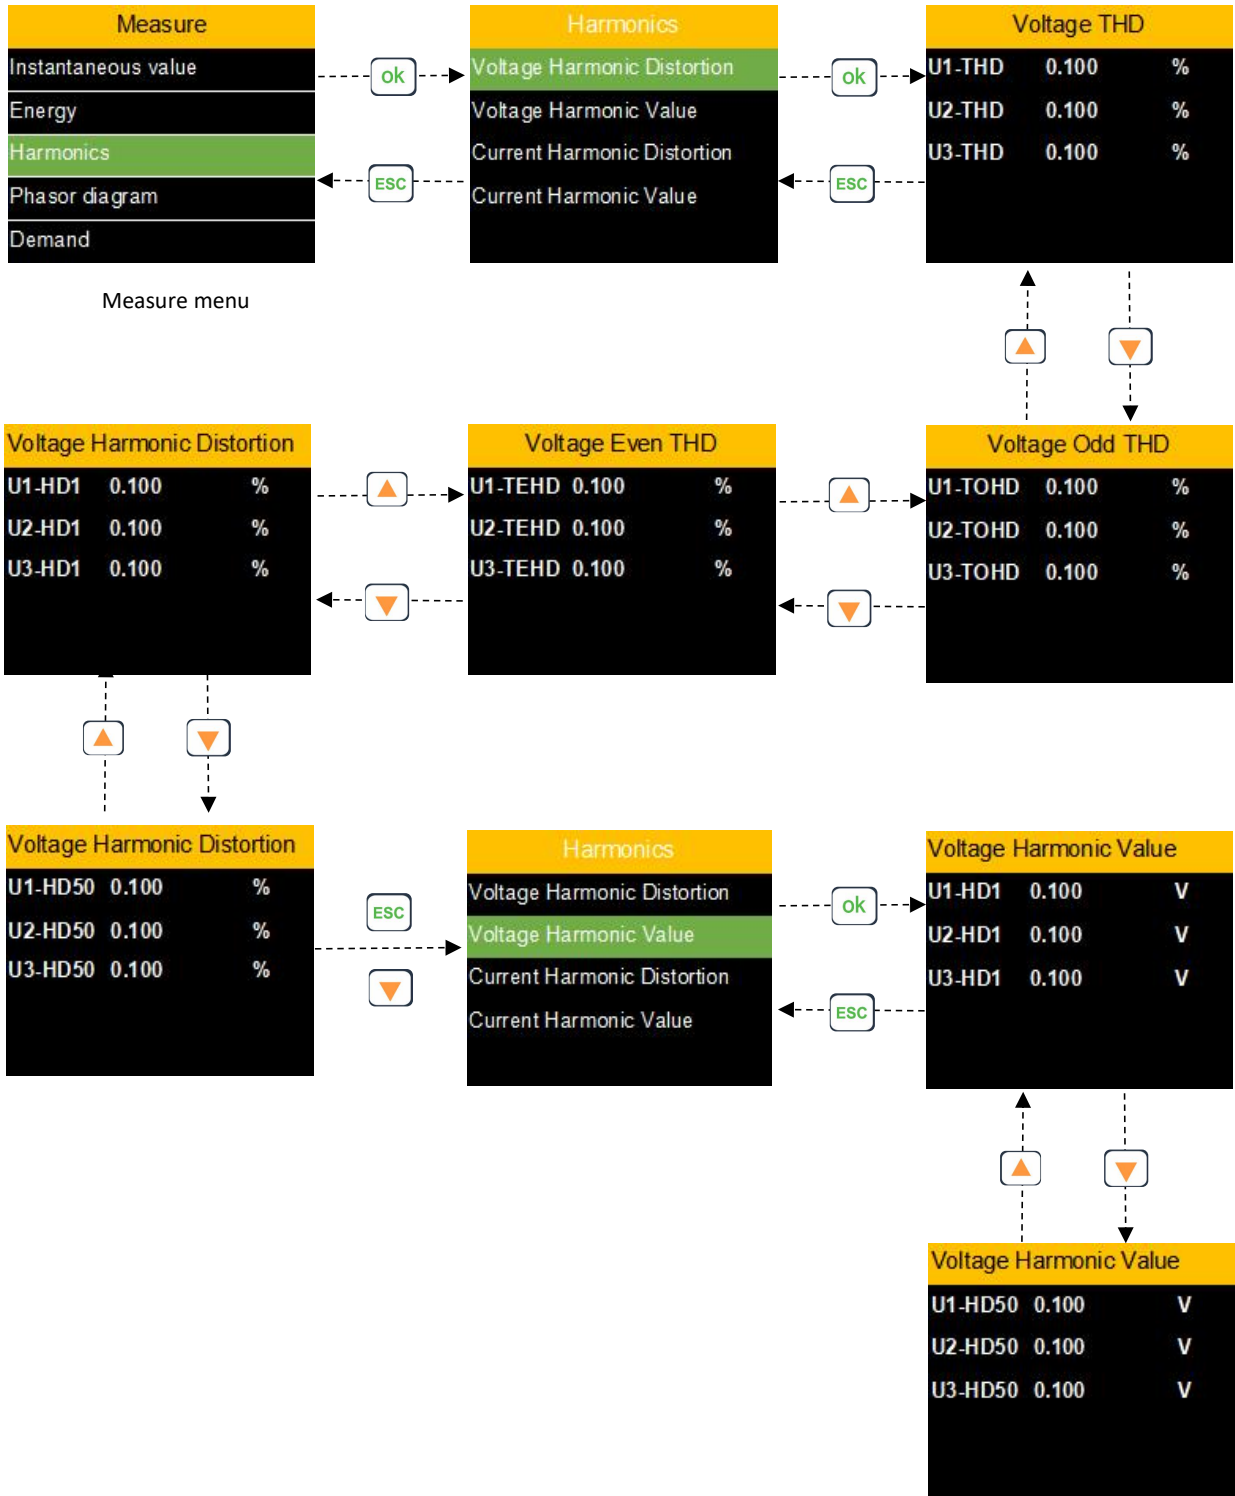 Measure
Instantaneous value
Energy
Harmonics
Phasor diagram
Demand
Measure menu
ok
ESC
Harmonics
Voltage Harmonic Distortion
Voltage Harmonic Value
Current Harmonic Distortion
Current Harmonic Value
ok
ESC
Voltage THD
U1-THD 0.100 %
U2-THD 0.100 %
U3-THD 0.100 %
Voltage Harmonic Distortion
U1-HD1 0.100 %
U2-HD1 0.100 %
U3-HD1 0.100 %
Voltage Even THD
U1-TEHD 0.100 %
U2-TEHD 0.100 %
U3-TEHD 0.100 %
Voltage Odd THD
U1-TOHD 0.100 %
U2-TOHD 0.100 %
U3-TOHD 0.100 %
Voltage Harmonic Distortion
U1-HD50 0.100 %
U2-HD50 0.100 %
U3-HD50 0.100 %
ESC
Harmonics
Voltage Harmonic Distortion
Voltage Harmonic Value
Current Harmonic Distortion
Current Harmonic Value
ok
ESC
Voltage Harmonic Value
U1-HD1 0.100 V
U2-HD1 0.100 V
U3-HD1 0.100 V
Voltage Harmonic Value
U1-HD50 0.100 V
U2-HD50 0.100 V
U3-HD50 0.100 V